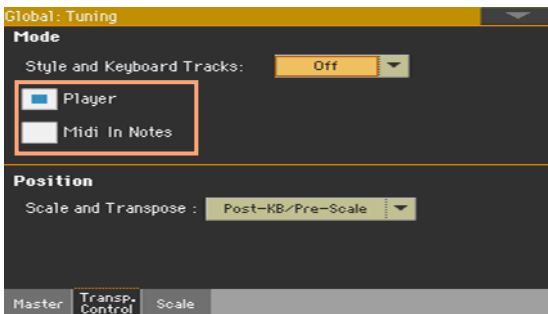 Global: Tuning
Mode
Style and Keyboard Tracks: Off
Player
Midi In Notes
Position
Scale and Transpose : Post-KB/Pre-Scale
Master Transp. Control Scale